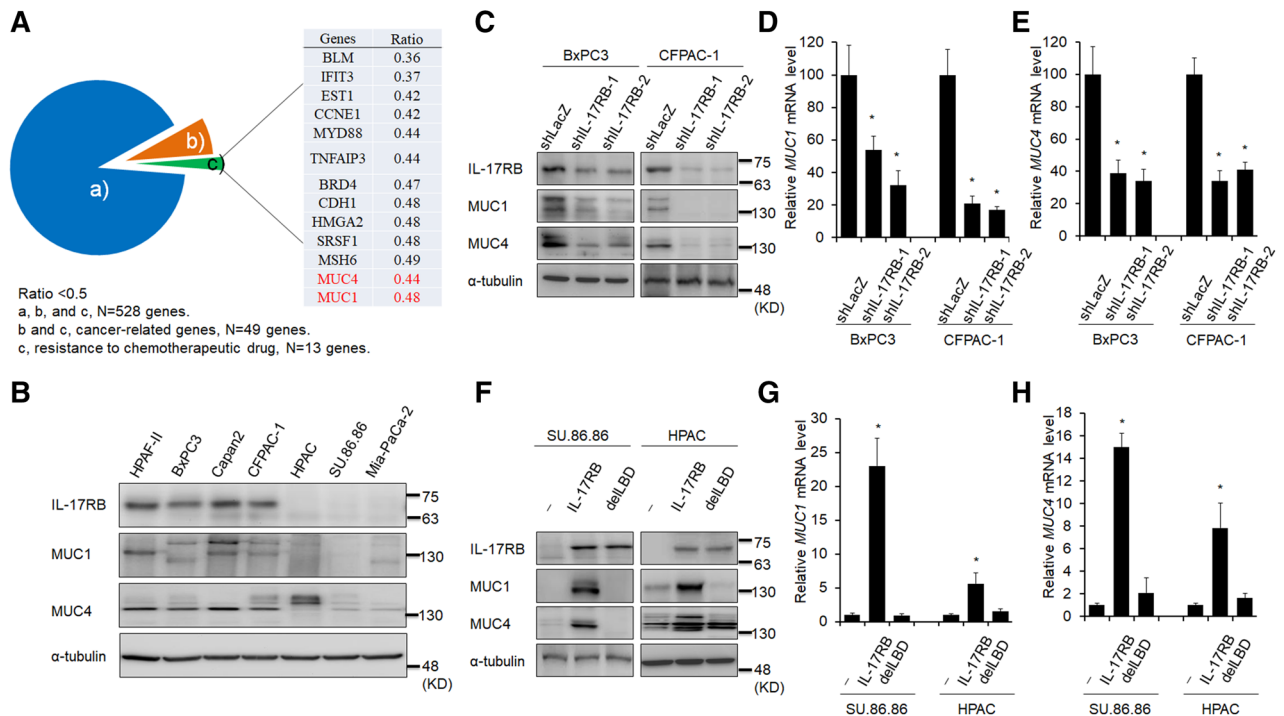 A
Genes Ratio
BLM 0.36
IFIT3 0.37
EST1 0.42
CCNE1 0.42
MYD88 0.44
TNFAIP3 0.44
BRD4 0.47
CDH1 0.48
HMGA2 0.48
SRSF1 0.48
MSH6 0.49
MUC4 0.44
MUC1 0.48
a)
b)
c)
Ratio <0.5
a, b, and c, N=528 genes.
b and c, cancer-related genes, N=49 genes.
c, resistance to chemotherapeutic drug, N=13 genes.
B
HPAF-II BxPC3 Capan2 CFPAC-1 HPAC SU.86.86 Mia-PaCa-2
IL-17RB 75
63
MUC1 130
MUC4 130
α-tubulin 48
(KD)
C
BxPC3 CFPAC-1
shLacZ shIL-17RB-1 shIL-17RB-2 shLacZ shIL-17RB-1 shIL-17RB-2
IL-17RB 75
63
MUC1 130
MUC4 130
α-tubulin 48
(KD)
D
Relative MUC1 mRNA level
120
100
80
60
40
20
0
* * * *
shLacZ shIL-17RB-1 shIL-17RB-2 shLacZ shIL-17RB-1 shIL-17RB-2
BxPC3 CFPAC-1
E
Relative MUC4 mRNA level
120
100
80
60
40
20
0
* * * *
shLacZ shIL-17RB-1 shIL-17RB-2 shLacZ shIL-17RB-1 shIL-17RB-2
BxPC3 CFPAC-1
F
SU.86.86 HPAC
– IL-17RB delLBD – IL-17RB delLBD
IL-17RB 75
63
MUC1 130
MUC4 130
α-tubulin 48
(KD)
G
Relative MUC1 mRNA level
30
25
20
15
10
5
0
* *
– IL-17RB delLBD – IL-17RB delLBD
SU.86.86 HPAC
H
Relative MUC4 mRNA level
18
16
14
12
10
8
6
4
2
0
* *
– IL-17RB delLBD – IL-17RB delLBD
SU.86.86 HPAC